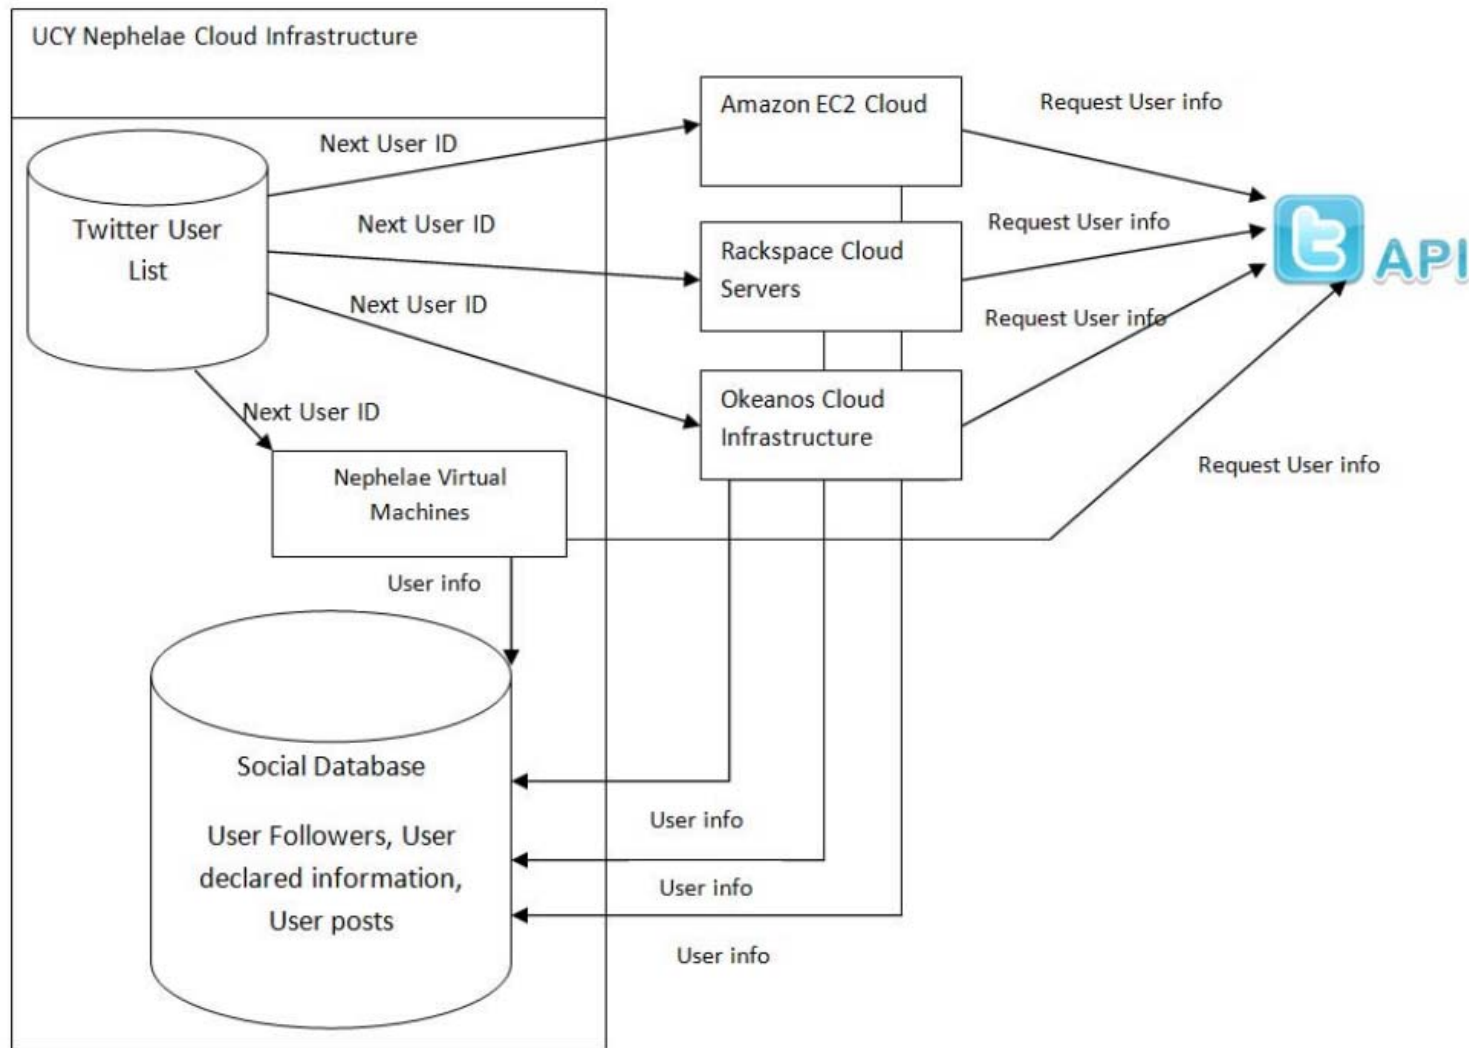 UCY Nephelae Cloud Infrastructure
Amazon EC2 Cloud
Request User info
Next User ID
Twitter User
List
Next User ID
Rackspace Cloud
Servers
Request User info
t
API
Next User ID
Request User info
Okeanos Cloud
Infrastructure
Next User ID
Request User info
Nephelae Virtual
Machines
User info
Social Database
User Followers, User
declared information,
User posts
User info
User info
User info